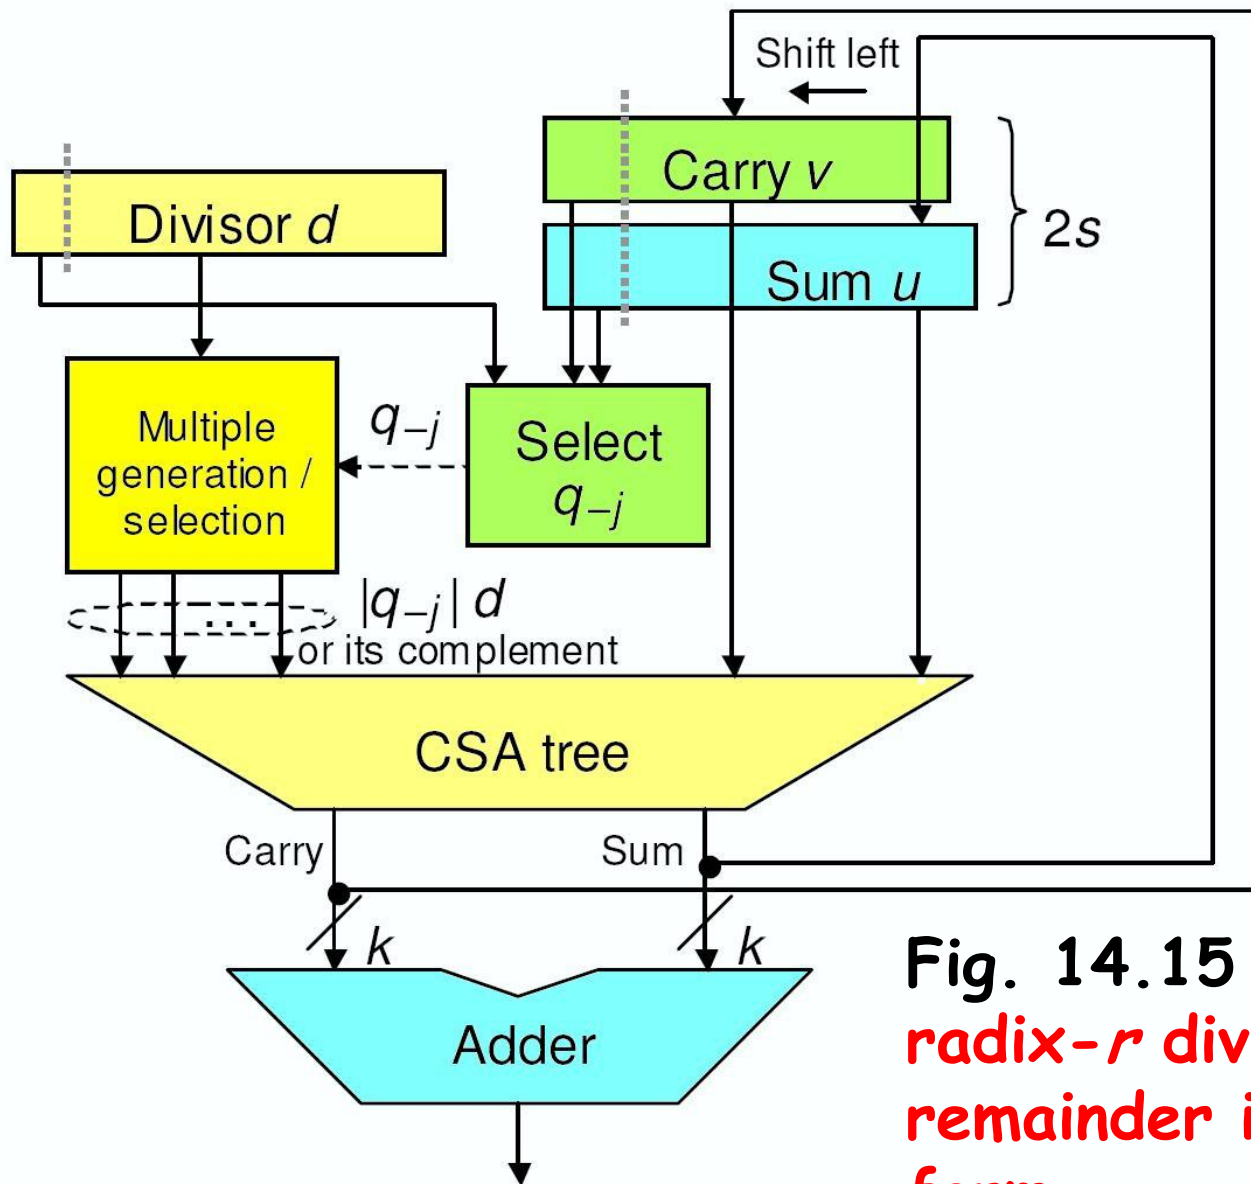 Shift left
Carry v
Divisor d
2s
Sum u
Multiple
generation /
selection
q–j
Select
q–j
|q–j| d
...
or its complement
CSA tree
Carry
Sum
k
k
Adder
Fig. 14.15
radix-r div
remainder i